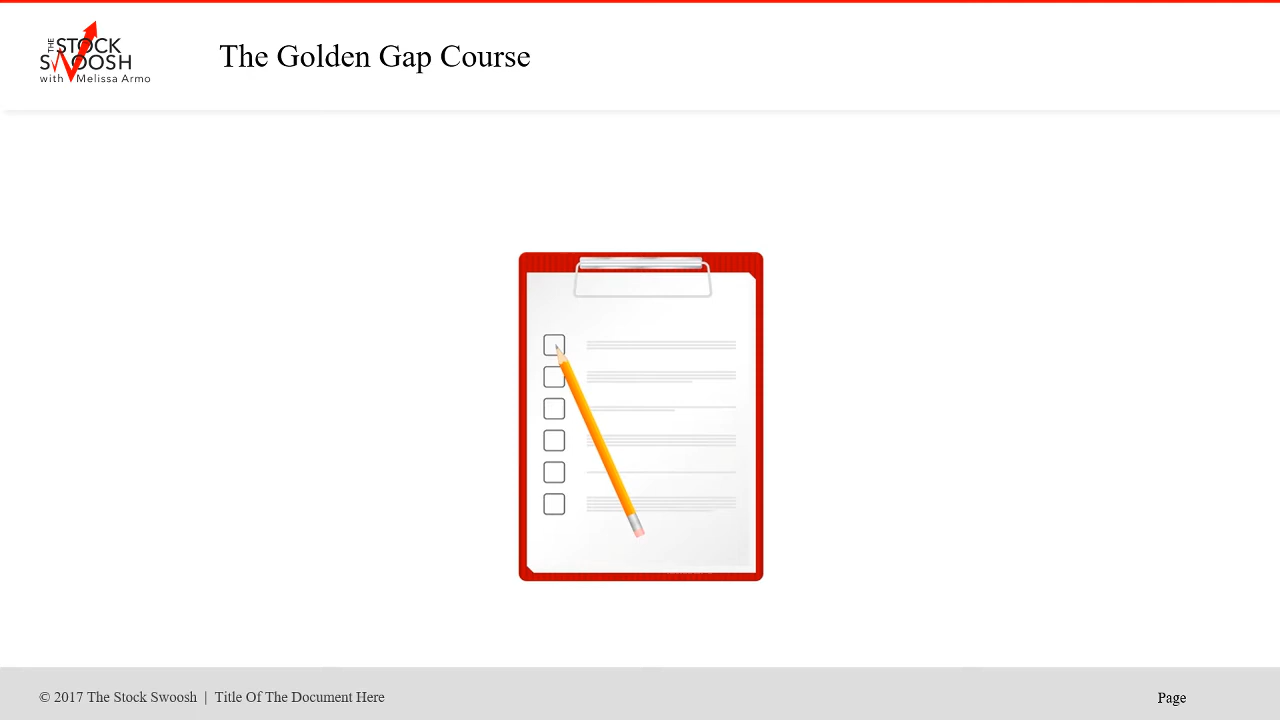 THE STOCK
SWOOSH
with Melissa Armo
The Golden Gap Course
© 2017 The Stock Swoosh | Title Of The Document Here
Page